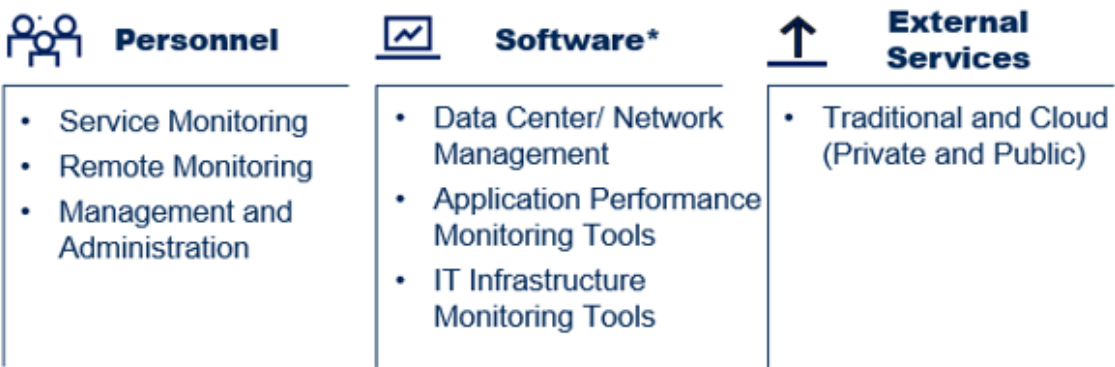 Personnel
• Service Monitoring
• Remote Monitoring
• Management and
Administration
Software*
• Data Center/ Network
Management
• Application Performance
Monitoring Tools
• IT Infrastructure
Monitoring Tools
External
Services
• Traditional and Cloud
(Private and Public)